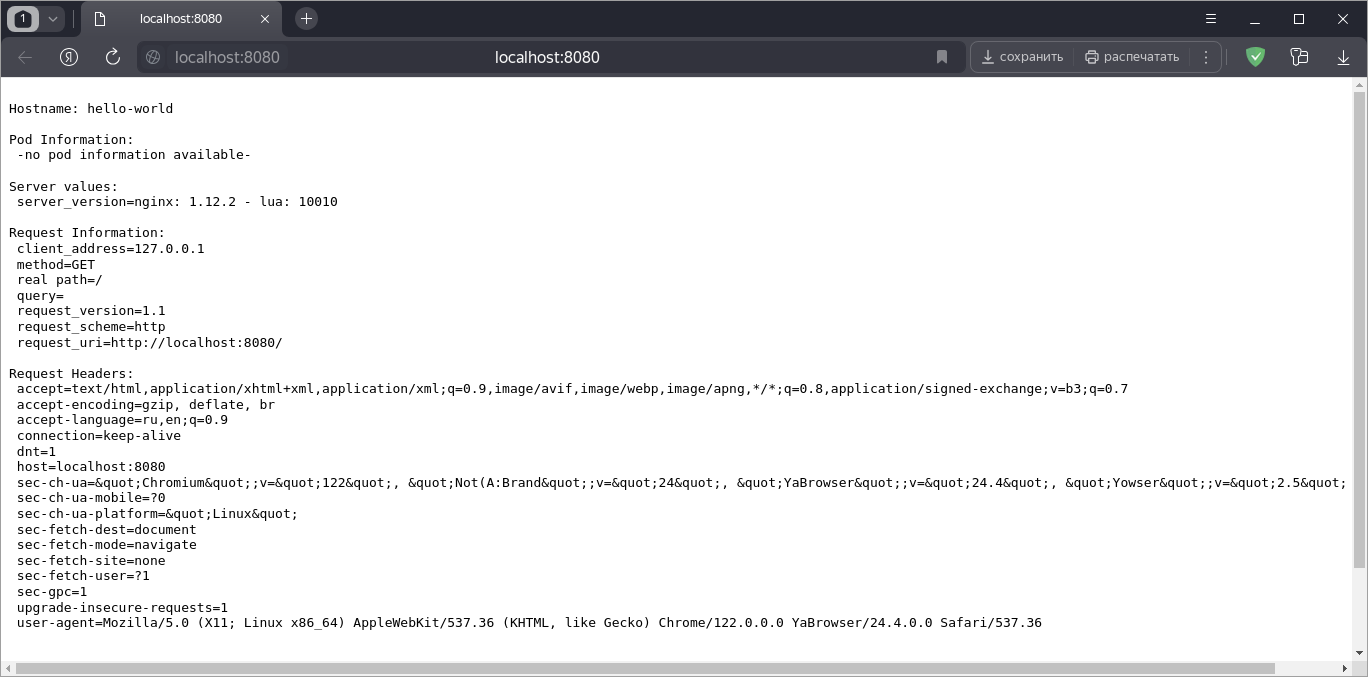 1
localhost:8080
localhost:8080
localhost:8080
сохранить
распечатать
Hostname: hello-world
Pod Information:
-no pod information available-
Server values:
server_version=nginx: 1.12.2 - lua: 10010
Request Information:
client_address=127.0.0.1
method=GET
real path=/
query=
request_version=1.1
request_scheme=http
request_uri=http://localhost:8080/
Request Headers:
accept=text/html,application/xhtml+xml,application/xml;q=0.9,image/avif,image/webp,image/apng,*/*;q=0.8,application/signed-exchange;v=b3;q=0.7
accept-encoding=gzip, deflate, br
accept-language=ru,en;q=0.9
connection=keep-alive
dnt=1
host=localhost:8080
sec-ch-ua=&quot;Chromium&quot;;v=&quot;122&quot;, &quot;Not(A:Brand&quot;;v=&quot;24&quot;, &quot;YaBrowser&quot;;v=&quot;24.4&quot;, &quot;Yowser&quot;;v=&quot;2.5&quot;
sec-ch-ua-mobile=?0
sec-ch-ua-platform=&quot;Linux&quot;
sec-fetch-dest=document
sec-fetch-mode=navigate
sec-fetch-site=none
sec-fetch-user=?1
sec-gpc=1
upgrade-insecure-requests=1
user-agent=Mozilla/5.0 (X11; Linux x86_64) AppleWebKit/537.36 (KHTML, like Gecko) Chrome/122.0.0.0 YaBrowser/24.4.0.0 Safari/537.36